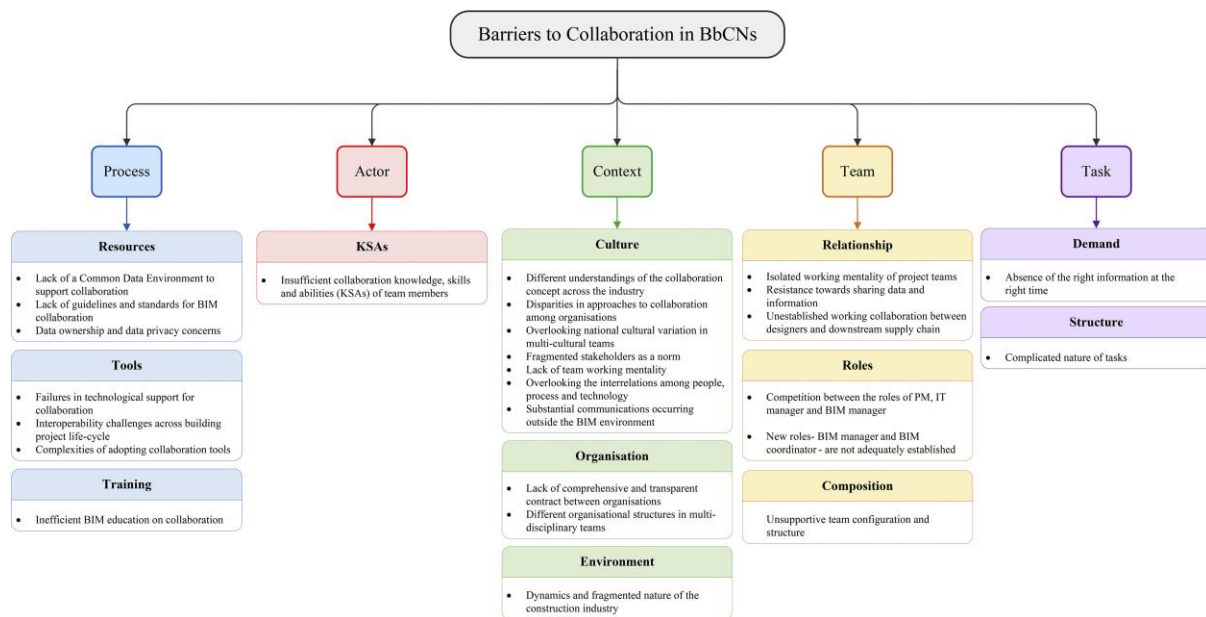 Barriers to Collaboration in BbCNs
Process
Actor
Context
Team
Task
Resources
• Lack of a Common Data Environment to
support collaboration
• Lack of guidelines and standards for BIM
collaboration
• Data ownership and data privacy concerns
Tools
• Failures in technological support for
collaboration
• Interoperability challenges across building
project life-cycle
• Complexities of adopting collaboration tools
Training
• Inefficient BIM education on collaboration
KSAs
• Insufficient collaboration knowledge, skills
and abilities (KSAs) of team members
Culture
• Different understandings of the collaboration
concept across the industry
• Disparities in approaches to collaboration
among organisations
• Overlooking national cultural variation in
multi-cultural teams
• Fragmented stakeholders as a norm
• Lack of team working mentality
• Overlooking the interrelations among people,
process and technology
• Substantial communications occurring
outside the BIM environment
Organisation
• Lack of comprehensive and transparent
contract between organisations
• Different organisational structures in multi-
disciplinary teams
Environment
• Dynamics and fragmented nature of the
construction industry
Relationship
• Isolated working mentality of project teams
• Resistance towards sharing data and
information
• Unestablished working collaboration between
designers and downstream supply chain
Roles
• Competition between the roles of PM, IT
manager and BIM manager
• New roles- BIM manager and BIM
coordinator - are not adequately established
Composition
Unsupportive team configuration and
structure
Demand
• Absence of the right information at the
right time
Structure
• Complicated nature of tasks